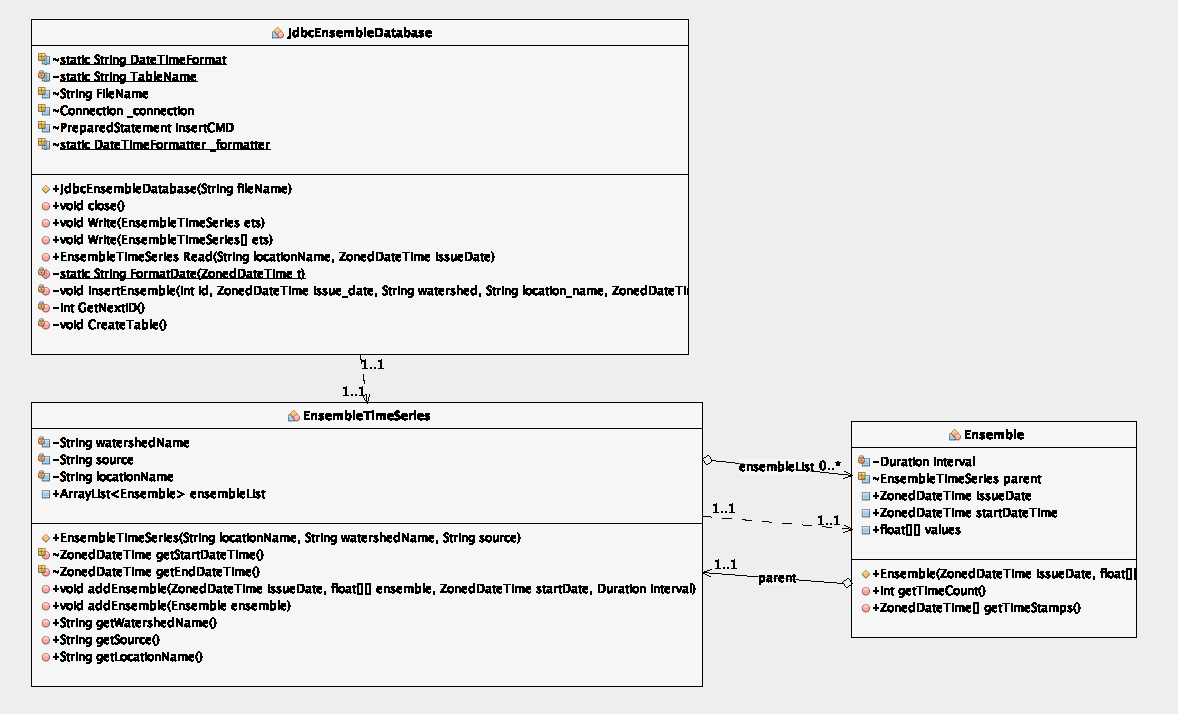 JdbcEnsembleDatabase
~static String DateTimeFormat
-static String TableName
~String FileName
~Connection _connection
~PreparedStatement insertCMD
~static DateTimeFormatter _formatter
+JdbcEnsembleDatabase(String fileName)
+void close()
+void Write(EnsembleTimeSeries ets)
+void Write(EnsembleTimeSeries[] ets)
+EnsembleTimeSeries Read(String locationName, ZonedDateTime issueDate)
-static String FormatDate(ZonedDateTime t)
-void InsertEnsemble(int id, ZonedDateTime issue_date, String watershed, String location_name, ZonedDateTi
-int GetNextID()
-void CreateTable()
1..1
1..1
EnsembleTimeSeries
-String watershedName
-String source
-String locationName
+ArrayList<Ensemble> ensembleList
+EnsembleTimeSeries(String locationName, String watershedName, String source)
~ZonedDateTime getStartDateTime()
~ZonedDateTime getEndDateTime()
+void addEnsemble(ZonedDateTime issueDate, float[][] ensemble, ZonedDateTime startDate, Duration interval)
+void addEnsemble(Ensemble ensemble)
+String getWatershedName()
+String getSource()
+String getLocationName()
ensembleList 0..*
1..1
1..1
1..1
parent
Ensemble
-Duration interval
~EnsembleTimeSeries parent
+ZonedDateTime issueDate
+ZonedDateTime startDateTime
+float[][] values
+Ensemble(ZonedDateTime issueDate, float[]
+int getTimeCount()
+ZonedDateTime[] getTimeStamps()